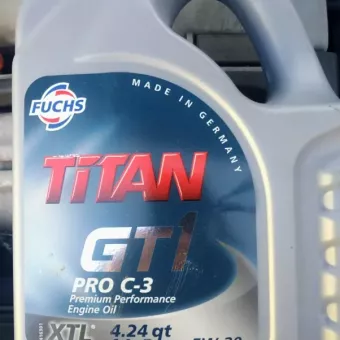 FUCHS
MADE IN GERMANY
TITAN
GT1
PRO C-3
Premium Performance
Engine Oil
XTL
4.24 qt